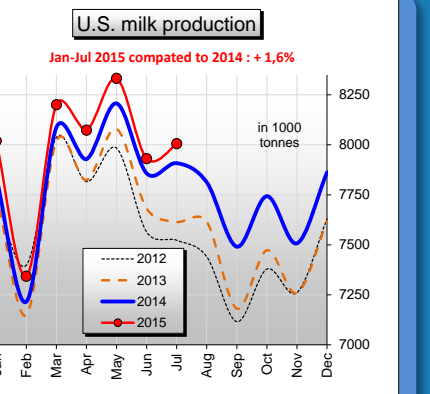 U.S. milk production
Jan-Jul 2015 compated to 2014 : + 1,6%
in 1000
tonnes
8250
8000
7750
7500
7250
7000
2012
2013
2014
2015
Feb
Mar
Apr
May
Jun
Jul
Aug
Sep
Oct
Nov
Dec